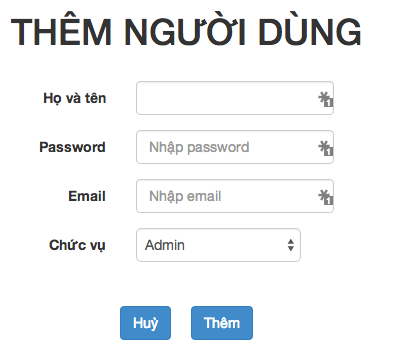 THÊM NGƯỜI DÙNG
Họ và tên
Password Nhập password
Email Nhập email
Chức vụ Admin
Huỷ Thêm